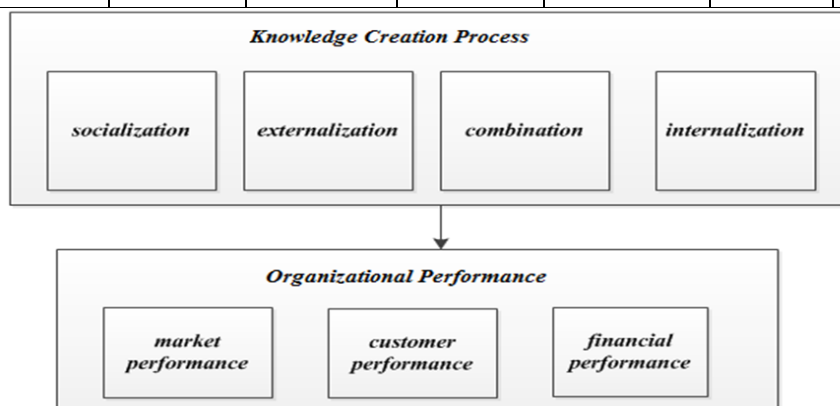 Knowledge Creation Process
socialization
externalization
combination
internalization
Organizational Performance
market
performance
customer
performance
financial
performance